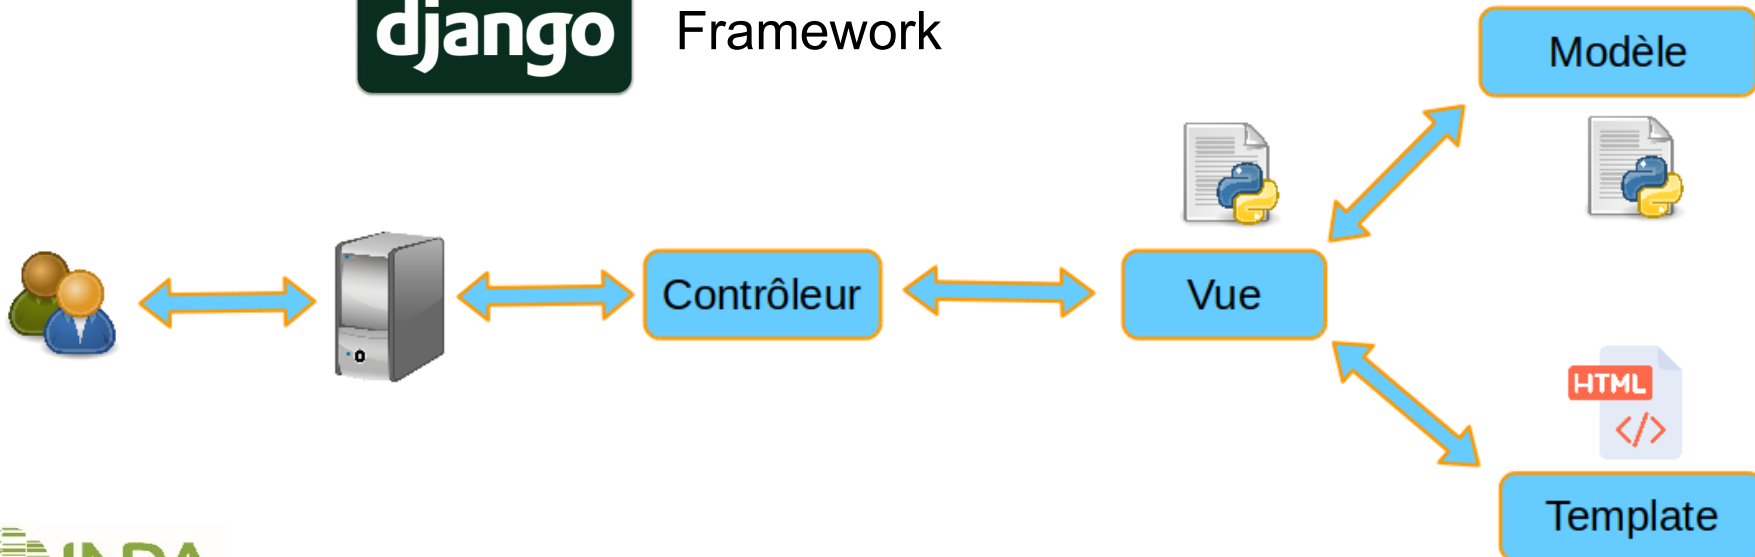 django Framework
Modèle
Contrôleur
Vue
HTML
</>
Template